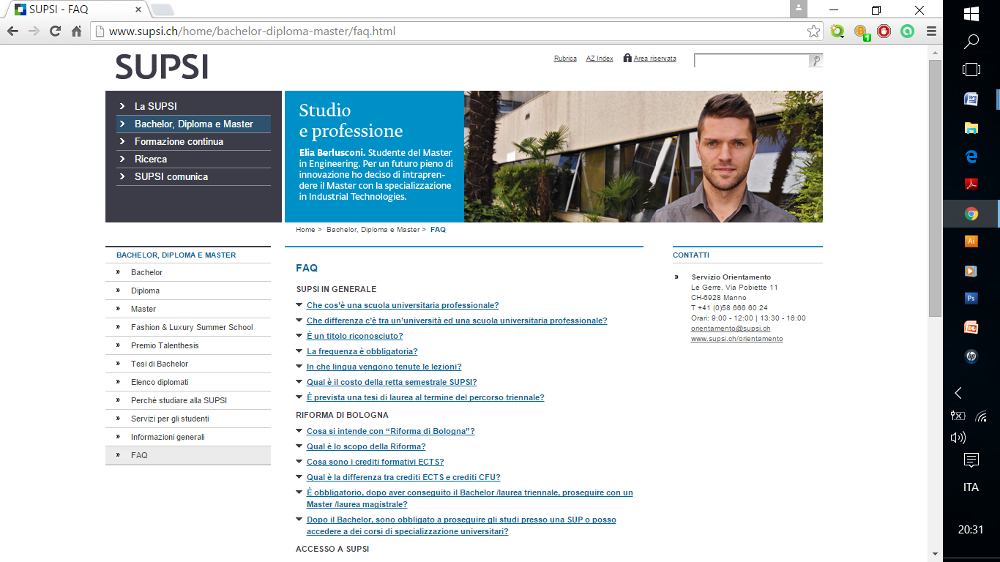 SUPSI - FAQ
www.supsi.ch/home/bachelor-diploma-master/faq.html
SUPSI
Rubrica
AZ Index
Area riservata
La SUPSI
Bachelor, Diploma e Master
Formazione continua
Ricerca
SUPSI comunica
Studio
e professione
Elia Berlusconi. Studente del Master
in Engineering. Per un futuro pieno di
innovazione ho deciso di intrapren-
dere il Master con la specializzazione
in Industrial Technologies.
Home > Bachelor, Diploma e Master > FAQ
BACHELOR, DIPLOMA E MASTER
» Bachelor
» Diploma
» Master
» Fashion & Luxury Summer School
» Premio Talenthesis
» Tesi di Bachelor
» Elenco diplomati
» Perché studiare alla SUPSI
» Servizi per gli studenti
» Informazioni generali
» FAQ
FAQ
SUPSI IN GENERALE
Che cos'è una scuola universitaria professionale?
Che differenza c'è tra un'università ed una scuola universitaria professionale?
È un titolo riconosciuto?
La frequenza è obbligatoria?
In che lingua vengono tenute le lezioni?
Qual è il costo della retta semestrale SUPSI?
È prevista una tesi di laurea al termine del percorso triennale?
RIFORMA DI BOLOGNA
Cosa si intende con “Riforma di Bologna”?
Qual è lo scopo della Riforma?
Cosa sono i crediti formativi ECTS?
Qual è la differenza tra crediti ECTS e crediti CFU?
È obbligatorio, dopo aver conseguito il Bachelor /laurea triennale, proseguire con un
Master /laurea magistrale?
Dopo il Bachelor, sono obbligato a proseguire gli studi presso una SUP o posso
accedere a dei corsi di specializzazione universitari?
ACCESSO A SUPSI
CONTATTI
» Servizio Orientamento
Le Gerre, Via Pobiette 11
CH-6928 Manno
T +41 (0)58 666 60 24
Orari: 9:00 - 12:00 | 13:30 - 16:00
orientamento@supsi.ch
www.supsi.ch/orientamento
1
W
Ai
Ps
hp
ITA
20:31